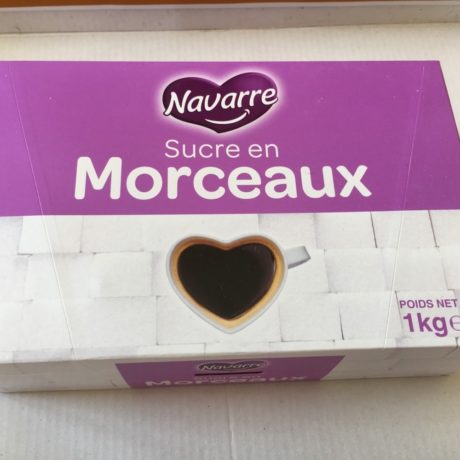 Navarre
Sucre en
Morceaux
POIDS NET
1kg℮
Navarre
Morceaux